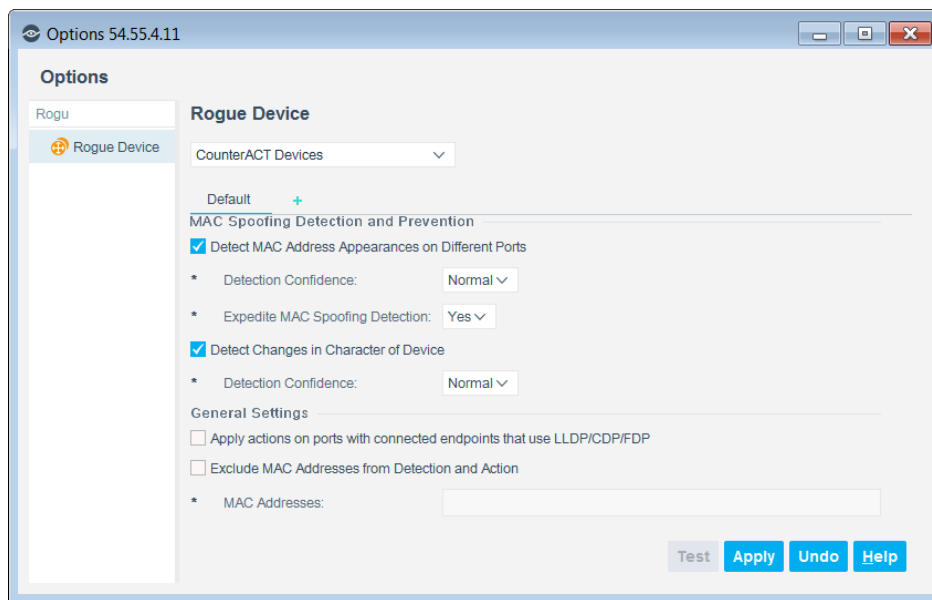 Options 54.55.4.11
Options
Rogu
Rogue Device
Rogue Device
CounterACT Devices
Default +
MAC Spoofing Detection and Prevention
Detect MAC Address Appearances on Different Ports
* Detection Confidence: Normal
* Expedite MAC Spoofing Detection: Yes
Detect Changes in Character of Device
* Detection Confidence: Normal
General Settings
Apply actions on ports with connected endpoints that use LLDP/CDP/FDP
Exclude MAC Addresses from Detection and Action
* MAC Addresses:
Test Apply Undo Help